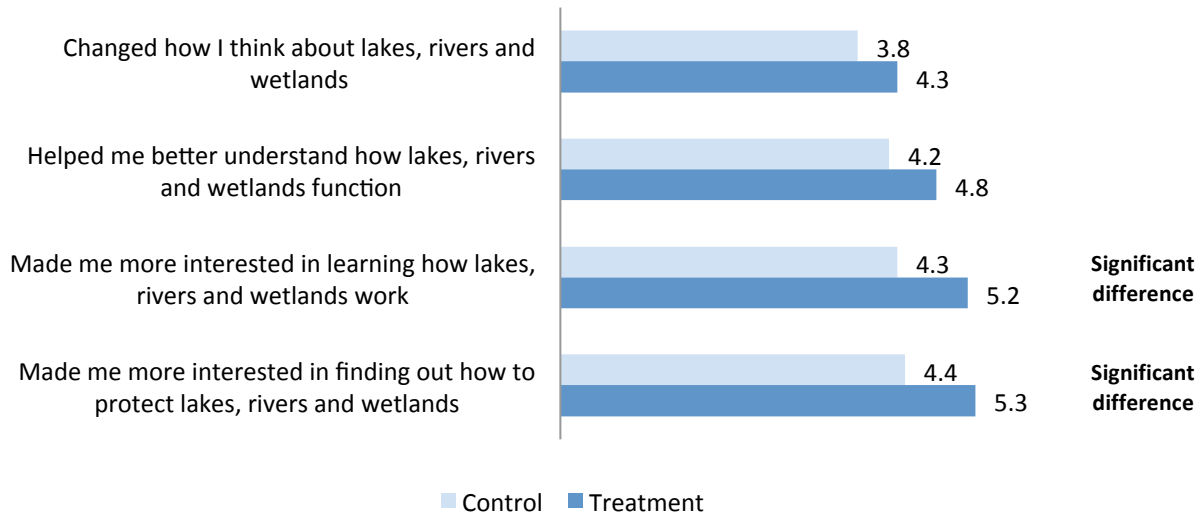 Changed how I think about lakes, rivers and
wetlands
3.8
4.3
Helped me better understand how lakes, rivers
and wetlands function
4.2
4.8
Made me more interested in learning how lakes,
rivers and wetlands work
4.3
5.2
Significant
difference
Made me more interested in finding out how to
protect lakes, rivers and wetlands
4.4
5.3
Significant
difference
Control Treatment